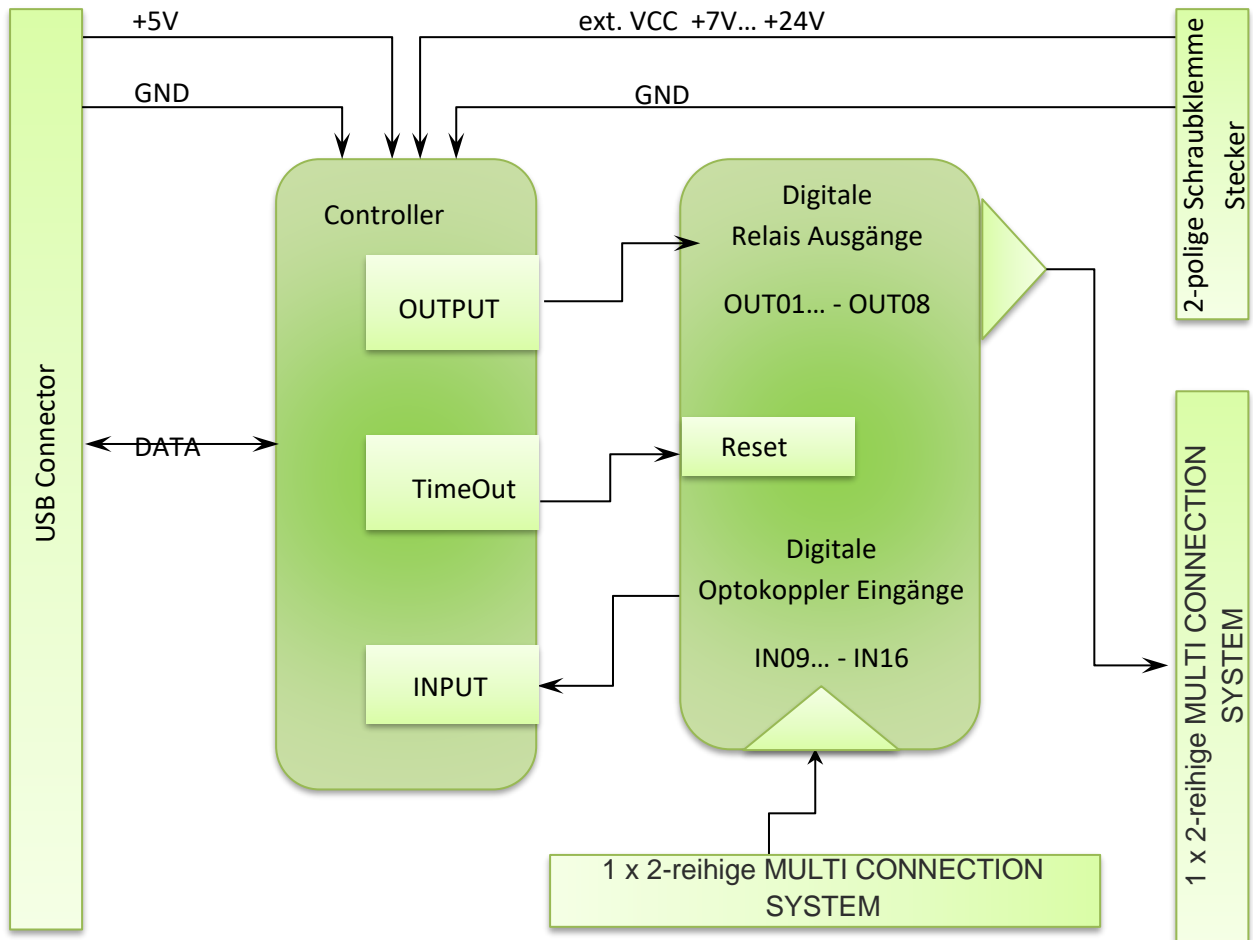 +5V
ext. VCC +7V... +24V
GND
GND
2-polige Schraubklemme
Stecker
USB Connector
DATA
Controller
OUTPUT
TimeOut
INPUT
Digitale
Relais Ausgänge
OUT01... - OUT08
Reset
Digitale
Optokoppler Eingänge
IN09... - IN16
1 x 2-reihige MULTI CONNECTION
SYSTEM
1 x 2-reihige MULTI CONNECTION
SYSTEM